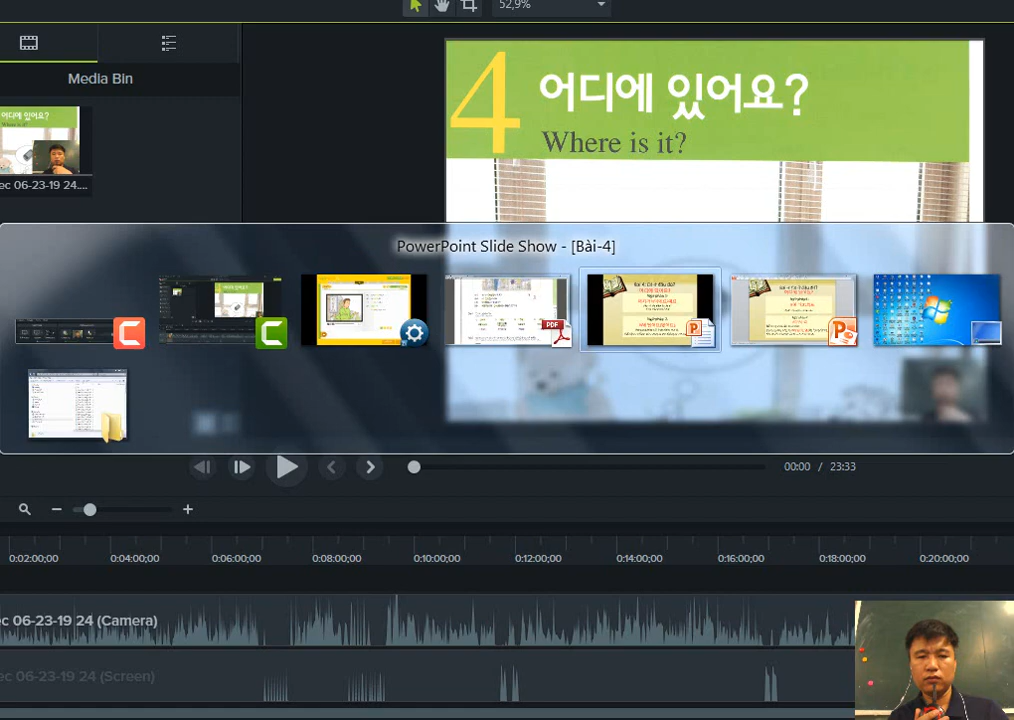 52,9%
Media Bin
4 어디에 있어요?
Where is it?
어디에 있어요?
ec 06-23-19 24....
PowerPoint Slide Show - [Bài-4]
PDF
00:00 / 23:33
0:02:00;00 0:04:00;00 0:06:00;00 0:08:00;00 0:10:00;00 0:12:00;00 0:14:00;00 0:16:00;00 0:18:00;00 0:20:00;00
ec 06-23-19 24 (Camera)
ec 06-23-19 24 (Screen)